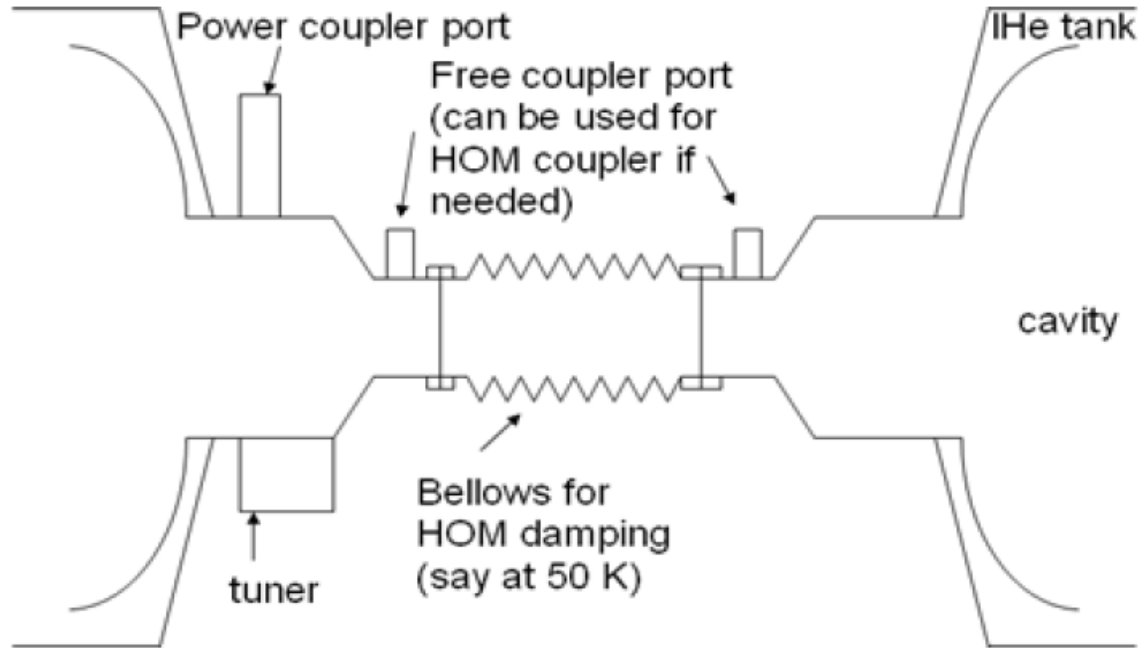 Power coupler port
lHe tank
Free coupler port
(can be used for
HOM coupler if
needed)
cavity
Bellows for
HOM damping
(say at 50 K)
tuner